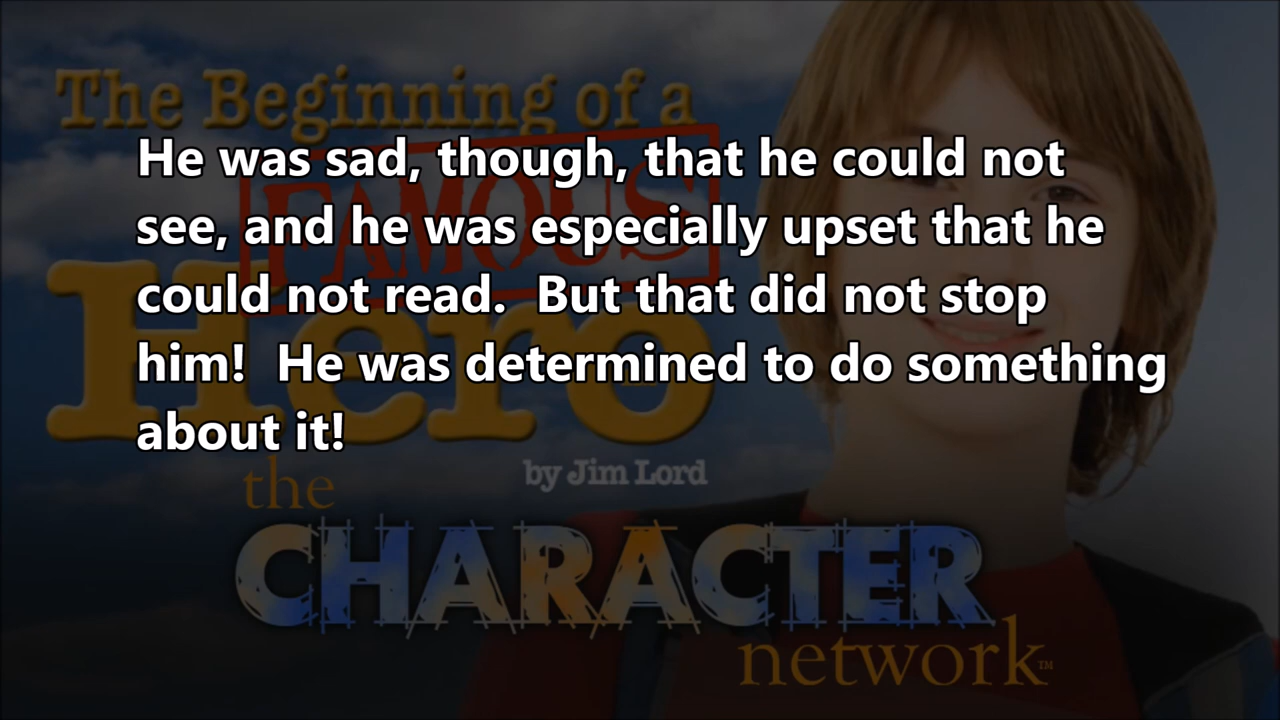 The Beginning of a
FAMOUS
Hero
by Jim Lord
He was sad, though, that he could not
see, and he was especially upset that he
could not read.  But that did not stop
him!  He was determined to do something
about it!
the
CHARACTER
network™